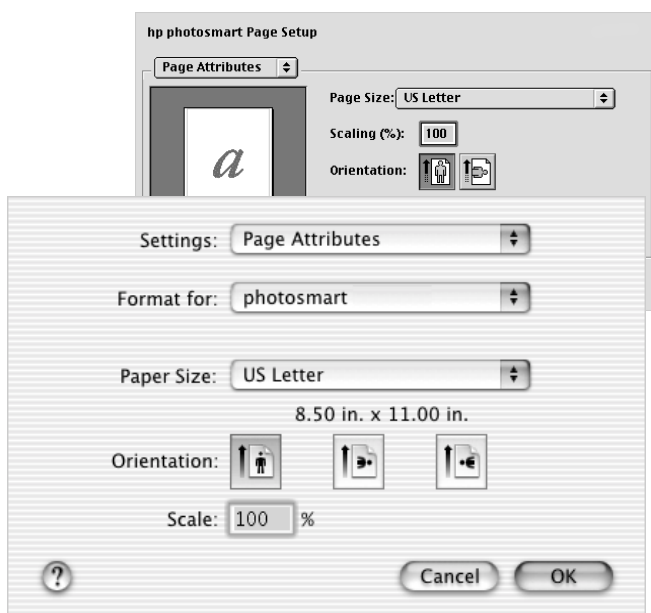 hp photosmart Page Setup
Page Attributes
Page Size: US Letter
Scaling (%): 100
a
Orientation:
Settings: Page Attributes
Format for: photosmart
Paper Size: US Letter
8.50 in. x 11.00 in.
Orientation:
Scale: 100 %
? Cancel OK